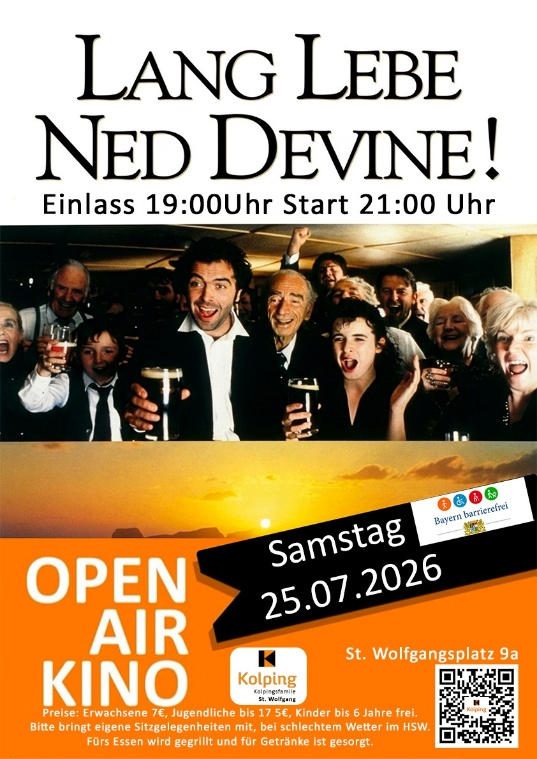 LANG LEBE
NED DEVINE!
Einlass 19:00Uhr Start 21:00 Uhr
Bayern barrierefrei
Samstag
25.07.2026
OPEN
AIR
KINO
St. Wolfgangsplatz 9a
Kolping
Kolpingsfamilie
St. Wolfgang
Kolping
Preise: Erwachsene 7€, Jugendliche bis 17 5€, Kinder bis 6 Jahre frei.
Bitte bringt eigene Sitzgelegenheiten mit, bei schlechtem Wetter im HSW.
Fürs Essen wird gegrillt und für Getränke ist gesorgt.